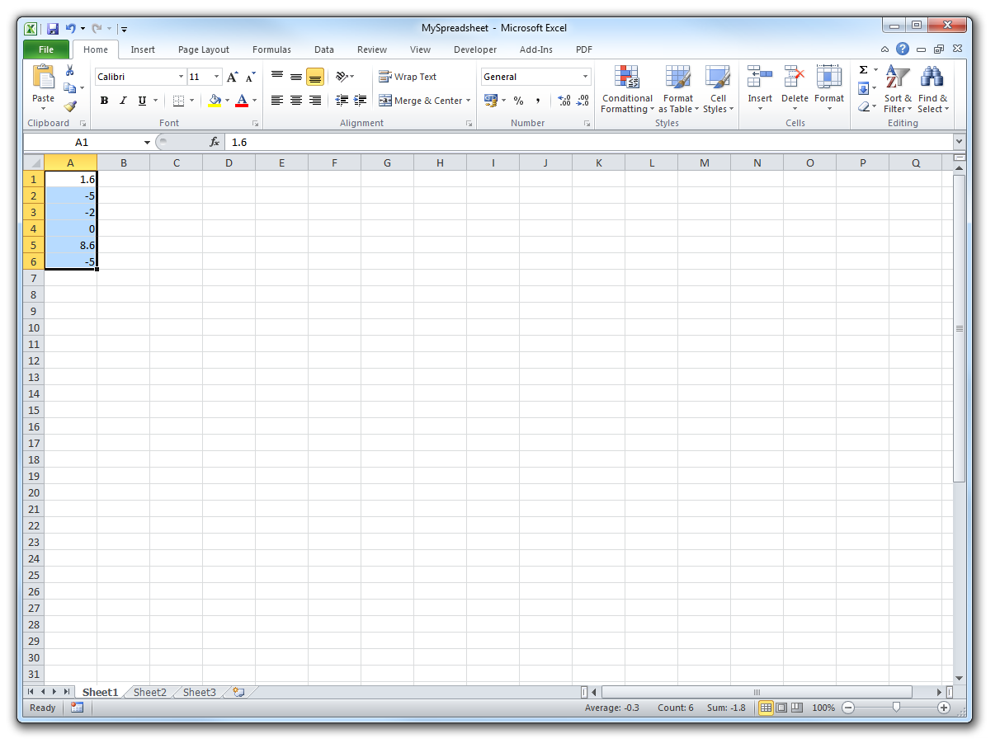 MySpreadsheet - Microsoft Excel
File Home Insert Page Layout Formulas Data Review View Developer Add-Ins PDF
Paste
Calibri 11
B I U
Wrap Text
Merge & Center
General
% ,
Conditional Formatting
Format as Table
Cell Styles
Insert Delete Format
Σ
Sort & Filter
Find & Select
Clipboard Font Alignment Number Styles Cells Editing
A1 fx 1.6
A B C D E F G H I J K L M N O P Q
1 1.6
2 -5
3 -2
4 0
5 8.6
6 -5
7
8
9
10
11
12
13
14
15
16
17
18
19
20
21
22
23
24
25
26
27
28
29
30
31
Sheet1 Sheet2 Sheet3
Ready Average: -0.3 Count: 6 Sum: -1.8 100%